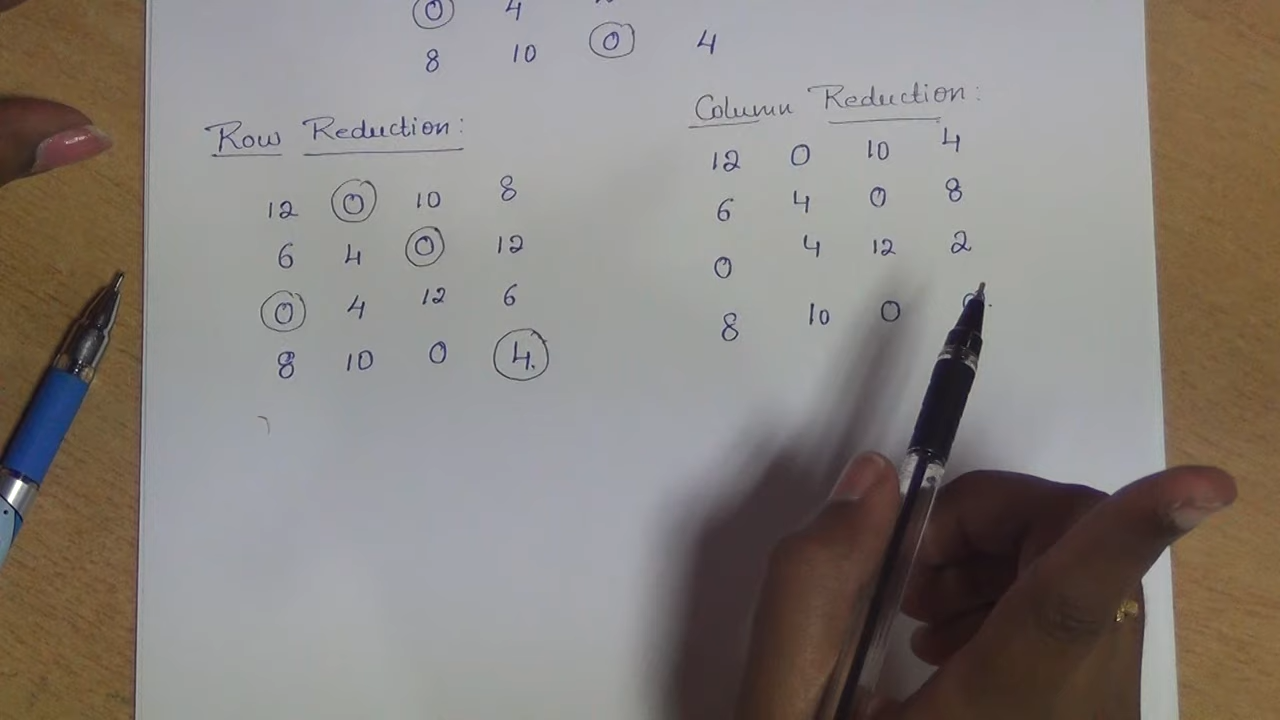 0 4
8 10 0 4
Row Reduction:
12 0 10 8
6 4 0 12
0 4 12 6
8 10 0 4.
Column Reduction:
12 0 10 4
6 4 0 8
0 4 12 2
8 10 0